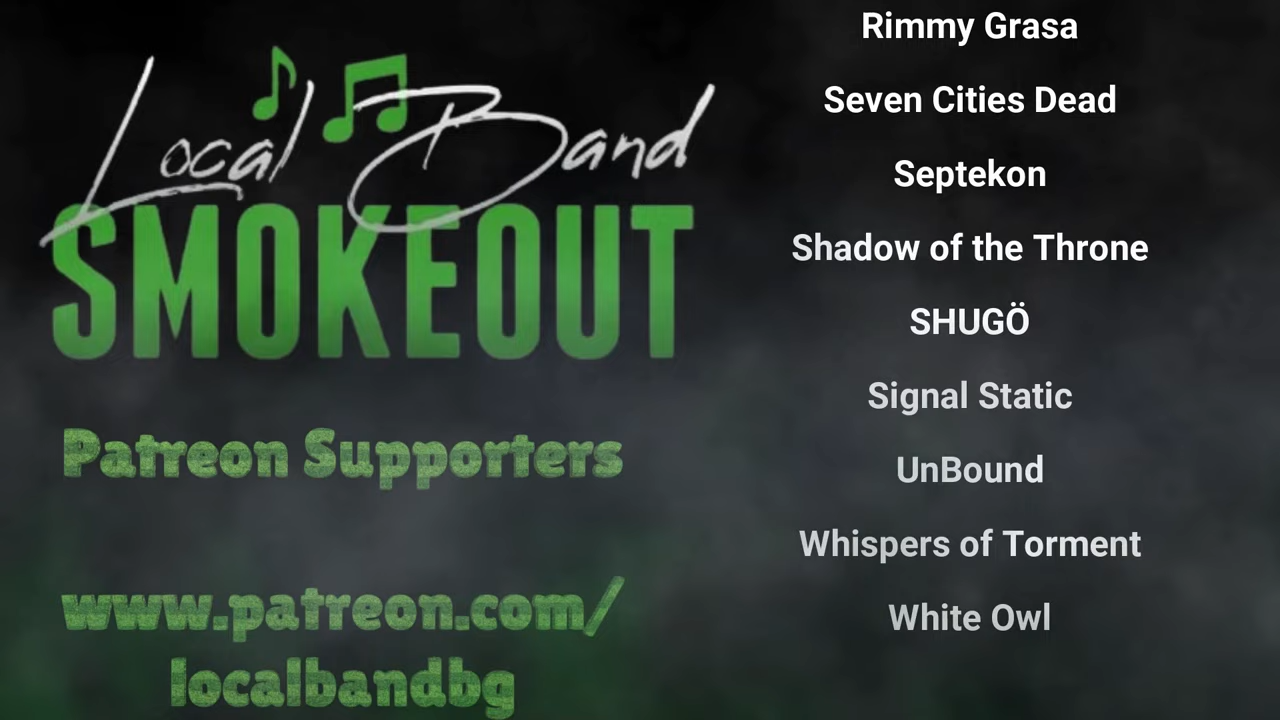 Local Band
SMOKEOUT
Patreon Supporters
www.patreon.com/
localbandbg
Rimmy Grasa
Seven Cities Dead
Septekon
Shadow of the Throne
SHUGÖ
Signal Static
UnBound
Whispers of Torment
White Owl